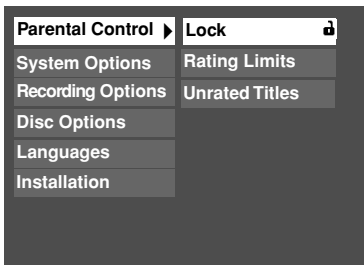 Parental Control
System Options
Recording Options
Disc Options
Languages
Installation
Lock
Rating Limits
Unrated Titles